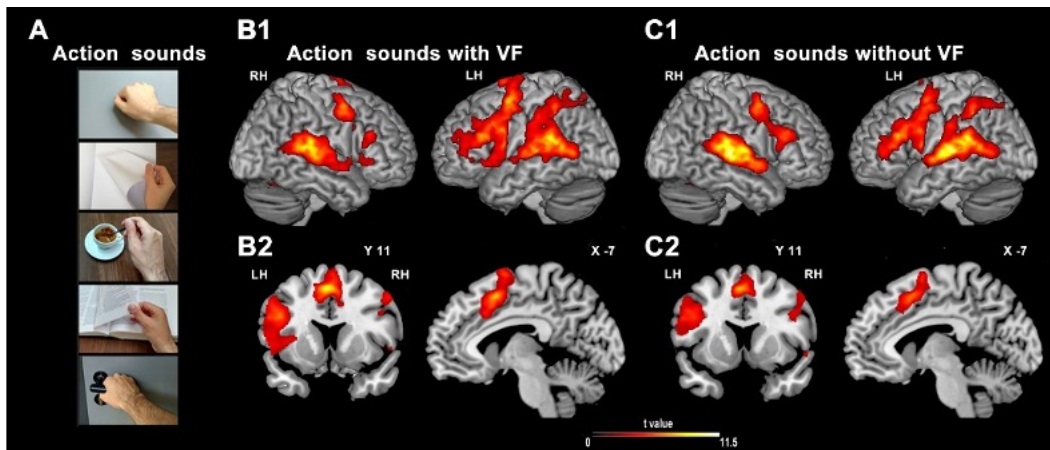 A
Action sounds
B1
Action sounds with VF
RH
LH
C1
Action sounds without VF
RH
LH
B2
Y 11
X -7
LH
RH
C2
Y 11
X -7
LH
RH
t value
0
11.5